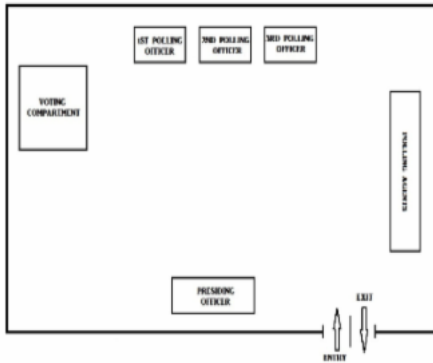 1ST POLLING
OFFICER
2ND POLLING
OFFICER
3RD POLLING
OFFICER
VOTING
COMPARTMENT
POLLING AGENTS
PRESIDING
OFFICER
EXIT
ENTRY